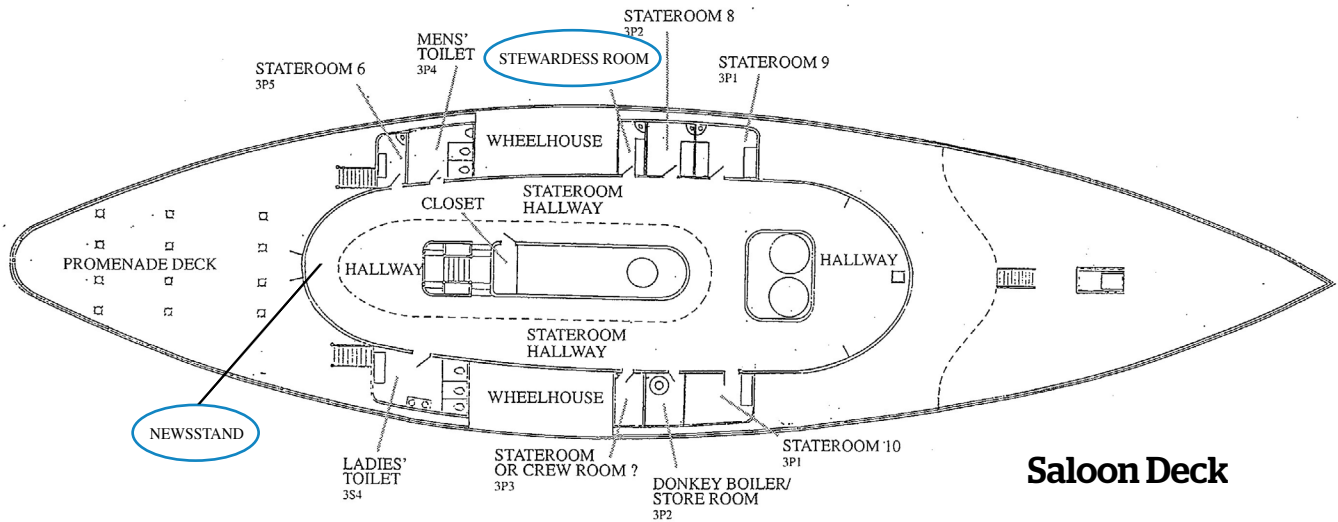 STATEROOM 8
3P2
MENS'
TOILET
3P4
STEWARDESS ROOM
STATEROOM 6
3P5
STATEROOM 9
3P1
WHEELHOUSE
STATEROOM
HALLWAY
CLOSET
PROMENADE DECK
HALLWAY
HALLWAY
STATEROOM
HALLWAY
WHEELHOUSE
NEWSSTAND
LADIES'
TOILET
3S4
STATEROOM
OR CREW ROOM ?
3P3
DONKEY BOILER/
STORE ROOM
3P2
STATEROOM 10
3P1
Saloon Deck